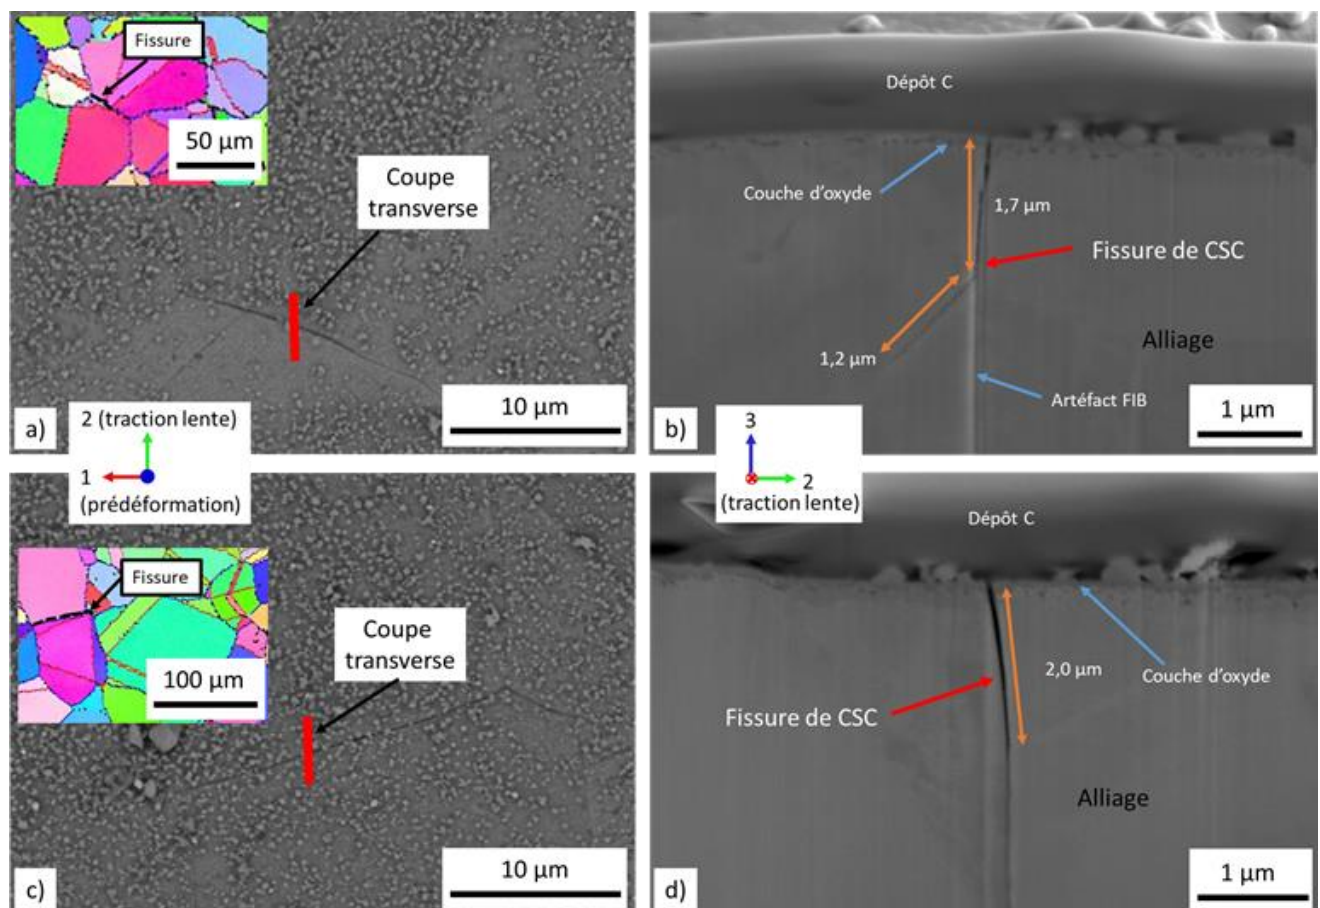 Fissure
50 µm
Coupe
transverse
10 µm
a)
Dépôt C
Couche d'oxyde
1,7 µm
Fissure de CSC
1,2 µm
Alliage
Artéfact FIB
1 µm
b)
2 (traction lente)
1
(prédéformation)
3
2
(traction lente)
Fissure
100 µm
Coupe
transverse
10 µm
c)
Dépôt C
2,0 µm
Couche d'oxyde
Fissure de CSC
Alliage
1 µm
d)